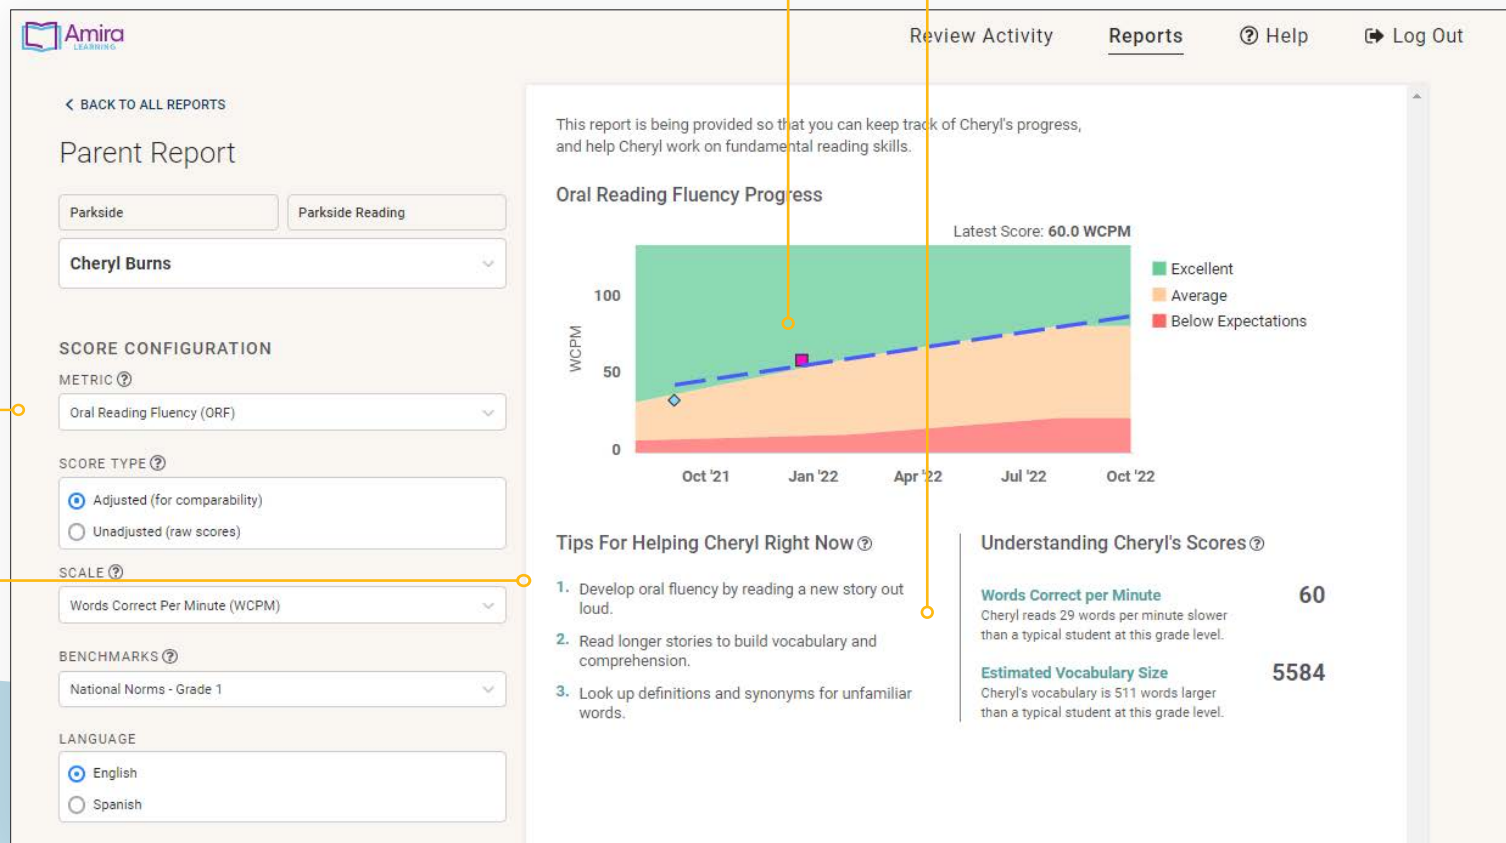 Amira
LEARNING
Review Activity
Reports
Help
Log Out
BACK TO ALL REPORTS
Parent Report
Parkside
Parkside Reading
Cheryl Burns
SCORE CONFIGURATION
METRIC
Oral Reading Fluency (ORF)
SCORE TYPE
Adjusted (for comparability)
Unadjusted (raw scores)
SCALE
Words Correct Per Minute (WCPM)
BENCHMARKS
National Norms - Grade 1
LANGUAGE
English
Spanish
This report is being provided so that you can keep track of Cheryl's progress,
and help Cheryl work on fundamental reading skills.
Oral Reading Fluency Progress
Latest Score: 60.0 WCPM
100
50
0
WCPM
Oct '21
Jan '22
Apr '22
Jul '22
Oct '22
Excellent
Average
Below Expectations
Tips For Helping Cheryl Right Now
1. Develop oral fluency by reading a new story out
loud.
2. Read longer stories to build vocabulary and
comprehension.
3. Look up definitions and synonyms for unfamiliar
words.
Understanding Cheryl's Scores
Words Correct per Minute
60
Cheryl reads 29 words per minute slower
than a typical student at this grade level.
Estimated Vocabulary Size
5584
Cheryl's vocabulary is 511 words larger
than a typical student at this grade level.